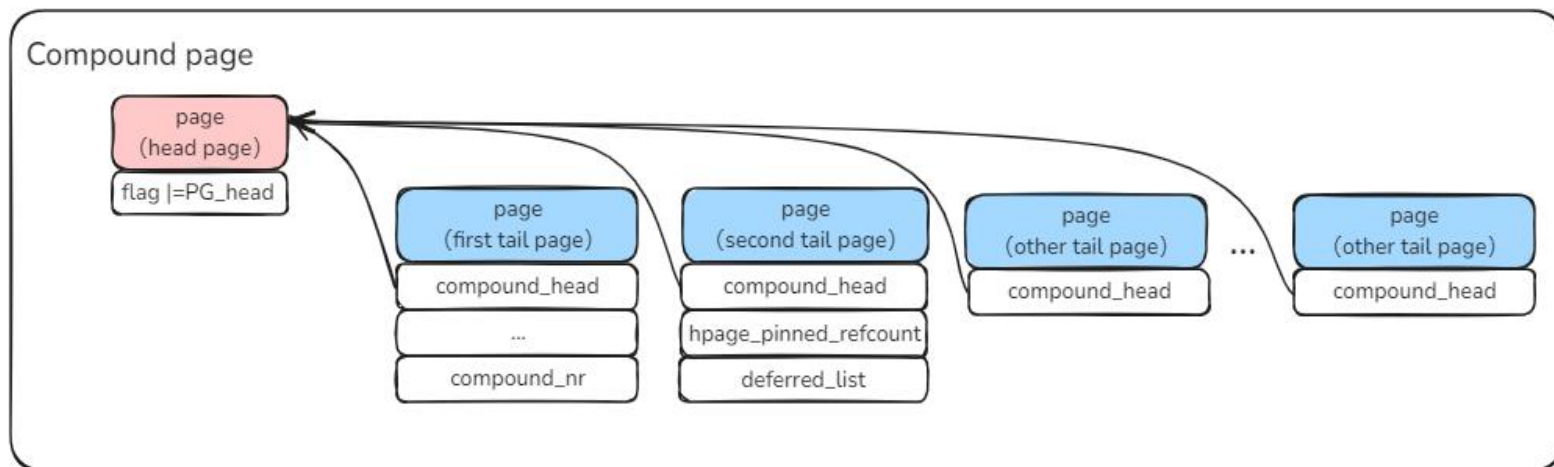 Compound page
page
(head page)
flag |=PG_head
page
(first tail page)
compound_head
...
compound_nr
page
(second tail page)
compound_head
hpage_pinned_refcount
deferred_list
page
(other tail page)
compound_head
...
page
(other tail page)
compound_head